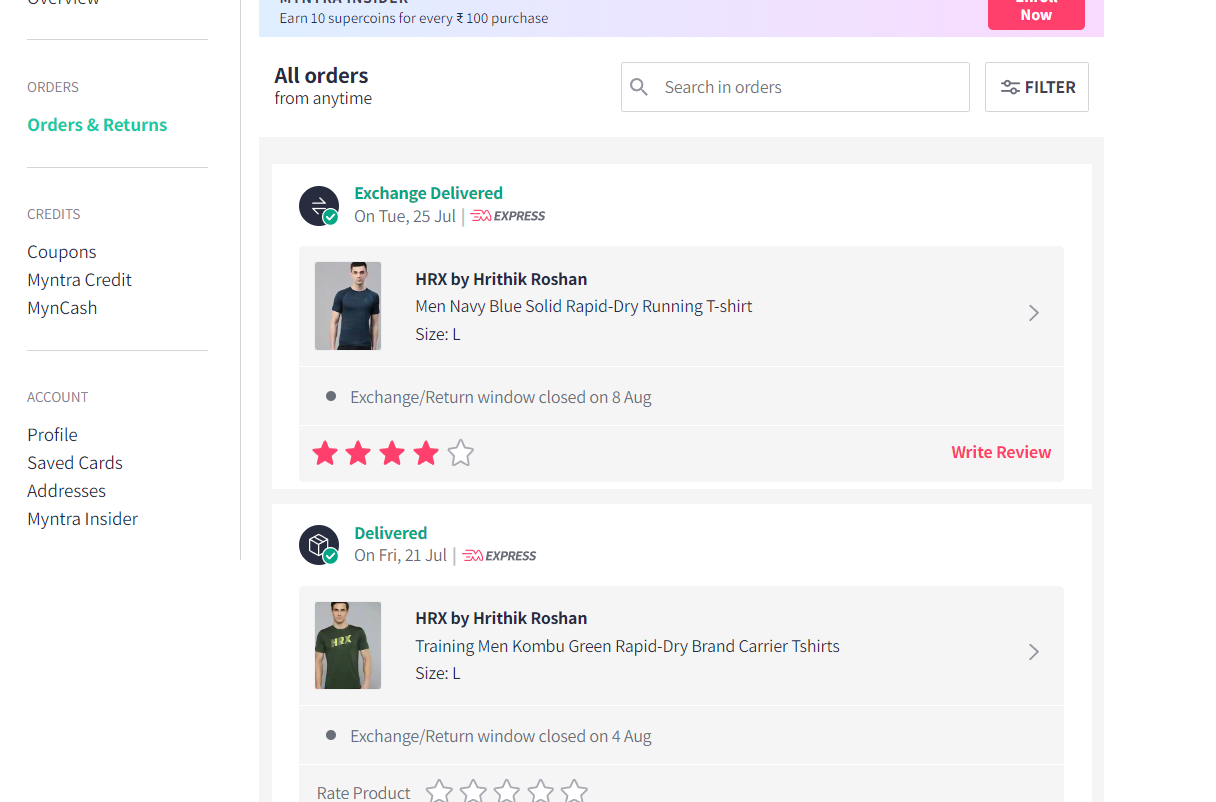 Overview
MYNTRA INSIDER
Earn 10 supercoins for every ₹ 100 purchase
Enroll
Now
ORDERS
Orders & Returns
CREDITS
Coupons
Myntra Credit
MynCash
ACCOUNT
Profile
Saved Cards
Addresses
Myntra Insider
All orders
from anytime
Search in orders
FILTER
Exchange Delivered
On Tue, 25 Jul | EXPRESS
HRX by Hrithik Roshan
Men Navy Blue Solid Rapid-Dry Running T-shirt
Size: L
Exchange/Return window closed on 8 Aug
Write Review
Delivered
On Fri, 21 Jul | EXPRESS
HRX
HRX by Hrithik Roshan
Training Men Kombu Green Rapid-Dry Brand Carrier Tshirts
Size: L
Exchange/Return window closed on 4 Aug
Rate Product